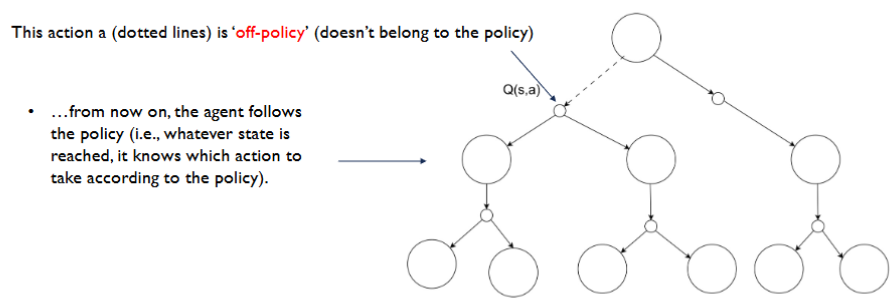 This action a (dotted lines) is ‘off-policy’ (doesn’t belong to the policy)
Q(s,a)
• …from now on, the agent follows
the policy (i.e., whatever state is
reached, it knows which action to
take according to the policy).